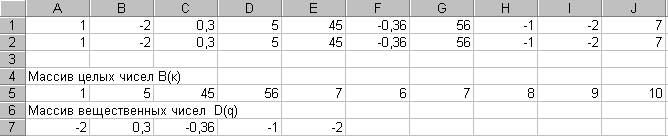 A B C D E F G H I J
1 1 -2 0,3 5 45 -0,36 56 -1 -2 7
2 1 -2 0,3 5 45 -0,36 56 -1 -2 7
3
4 Массив целых чисел B(к)
5 1 5 45 56 7 6 7 8 9 10
6 Массив вещественных чисел D(q)
7 -2 0,3 -0,36 -1 -2